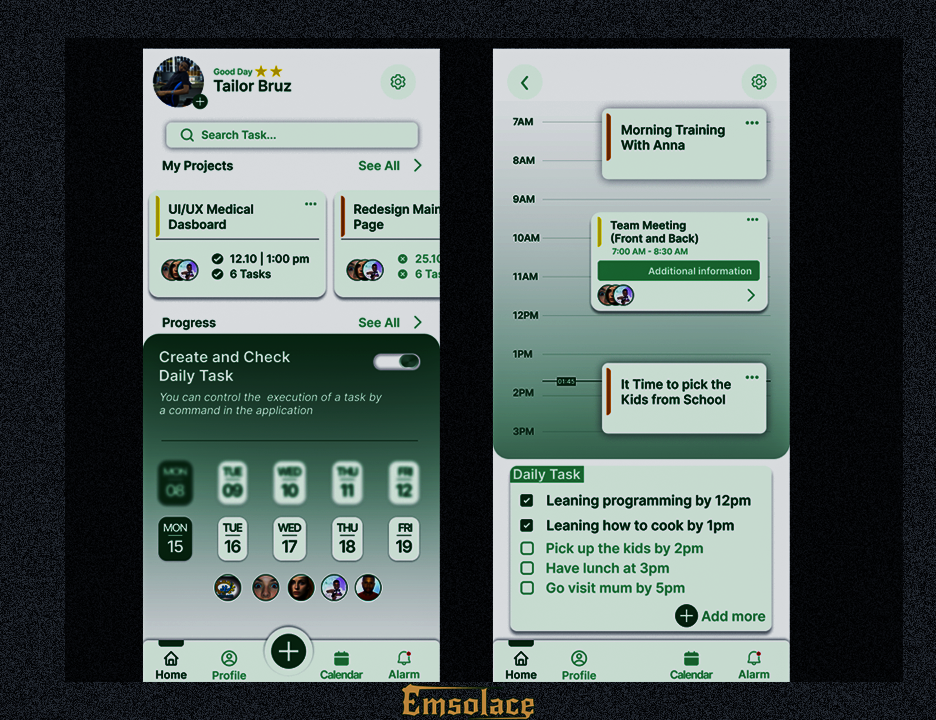 Good Day
Tailor Bruz
Search Task...
My Projects
See All
UI/UX Medical
Dasboard
12.10 | 1:00 pm
6 Tasks
Redesign Main
Page
25.10
6 Tas
Progress
See All
Create and Check
Daily Task
You can control the execution of a task by
a command in the application
MON TUE WED THU FRI
08 09 10 11 12
MON TUE WED THU FRI
15 16 17 18 19
Home
Profile
Calendar
Alarm
7AM
Morning Training
With Anna
8AM
9AM
Team Meeting
(Front and Back)
10AM
7:00 AM - 8:30 AM
Additional information
11AM
12PM
1PM
01:45
It Time to pick the
Kids from School
2PM
3PM
Daily Task
Leaning programming by 12pm
Leaning how to cook by 1pm
Pick up the kids by 2pm
Have lunch at 3pm
Go visit mum by 5pm
Add more
Home
Profile
Calendar
Alarm
Emsolace